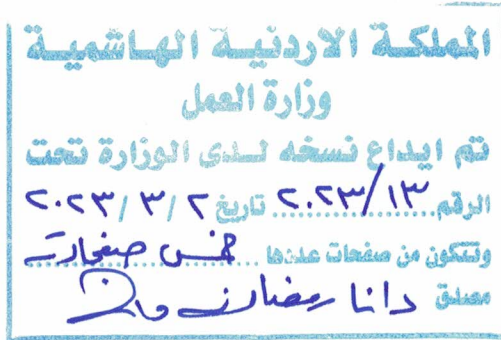 المملكة الاردنية الهاشمية
وزارة العمل
تم ايداع نسخه لدى الوزارة تحت
الرقم ٢٠٢٣/١٣ تاريخ ٢ / ٣ / ٢٠٢٣
وتتكون من صفحات عددها خمس صفحات
مصدق دانا رمضان